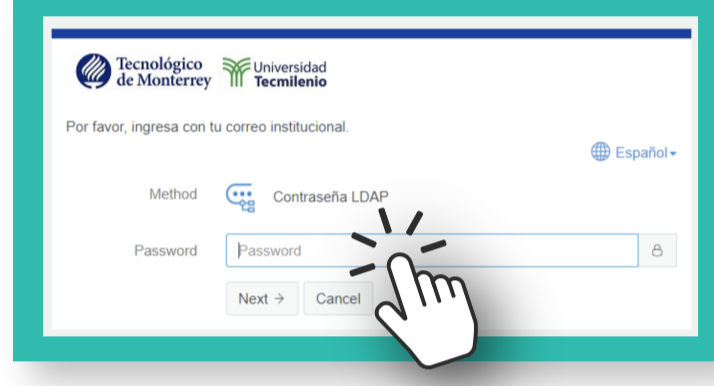 Tecnológico
de Monterrey
Universidad
Tecmilenio
Por favor, ingresa con tu correo institucional.
Español
Method Contraseña LDAP
Password Password
Next → Cancel